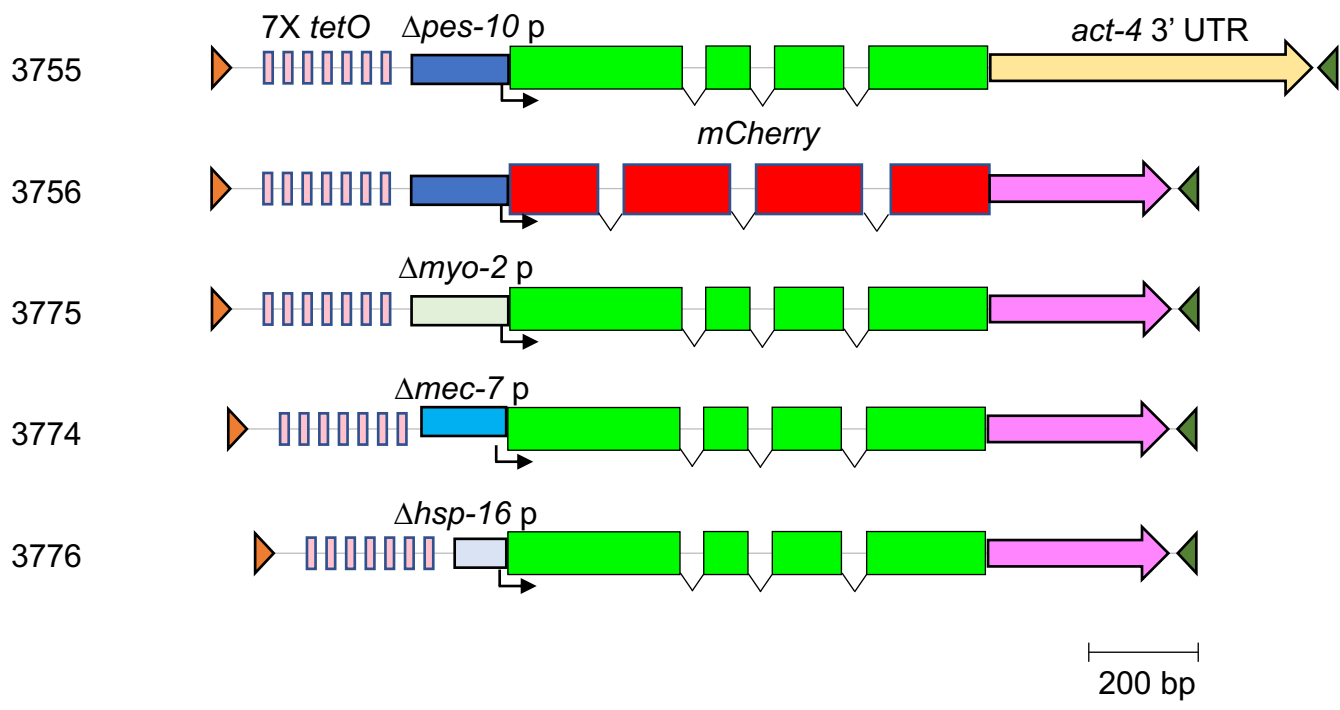 7X tetO Δpes-10 p act-4 3’ UTR
3755
mCherry
3756
Δmyo-2 p
3775
Δmec-7 p
3774
Δhsp-16 p
3776
200 bp